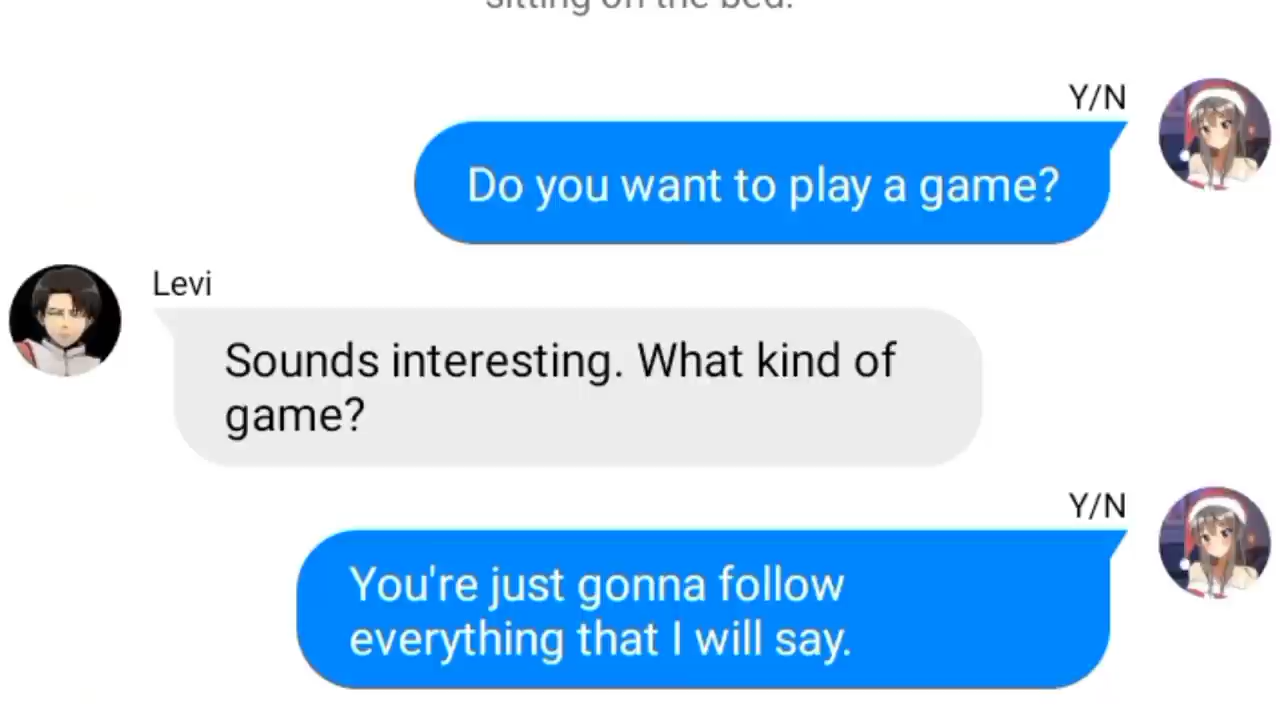 sitting on the bed.
Y/N
Do you want to play a game?
Levi
Sounds interesting. What kind of
game?
Y/N
You're just gonna follow
everything that I will say.